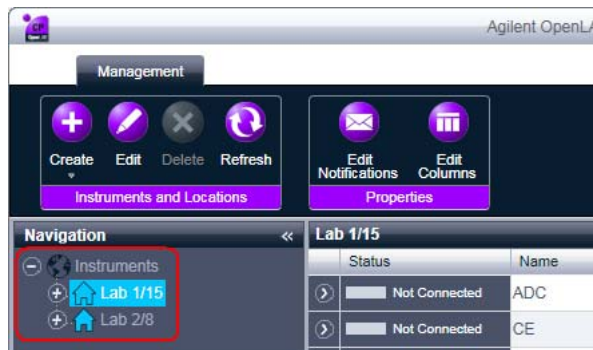 CP
Agilent OpenLA
Management
Create Edit Delete Refresh
Instruments and Locations
Edit Notifications
Edit Columns
Properties
Navigation «
Instruments
Lab 1/15
Lab 2/8
Lab 1/15
Status Name
Not Connected ADC
Not Connected CE